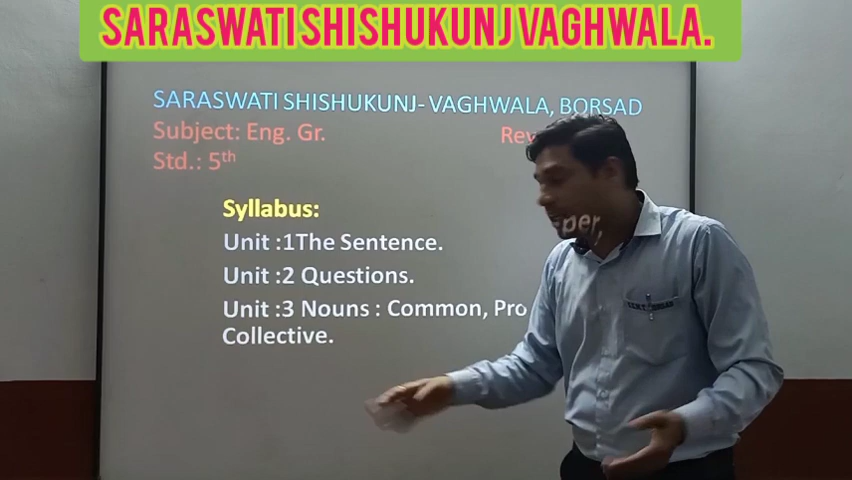 SARASWATI SHISHUKUNJ VAGHWALA.
SARASWATI SHISHUKUNJ- VAGHWALA, BORSAD
Subject: Eng. Gr.
Std.: 5th
Syllabus:
Unit :1The Sentence.
Unit :2 Questions.
Unit :3 Nouns : Common,
Collective.